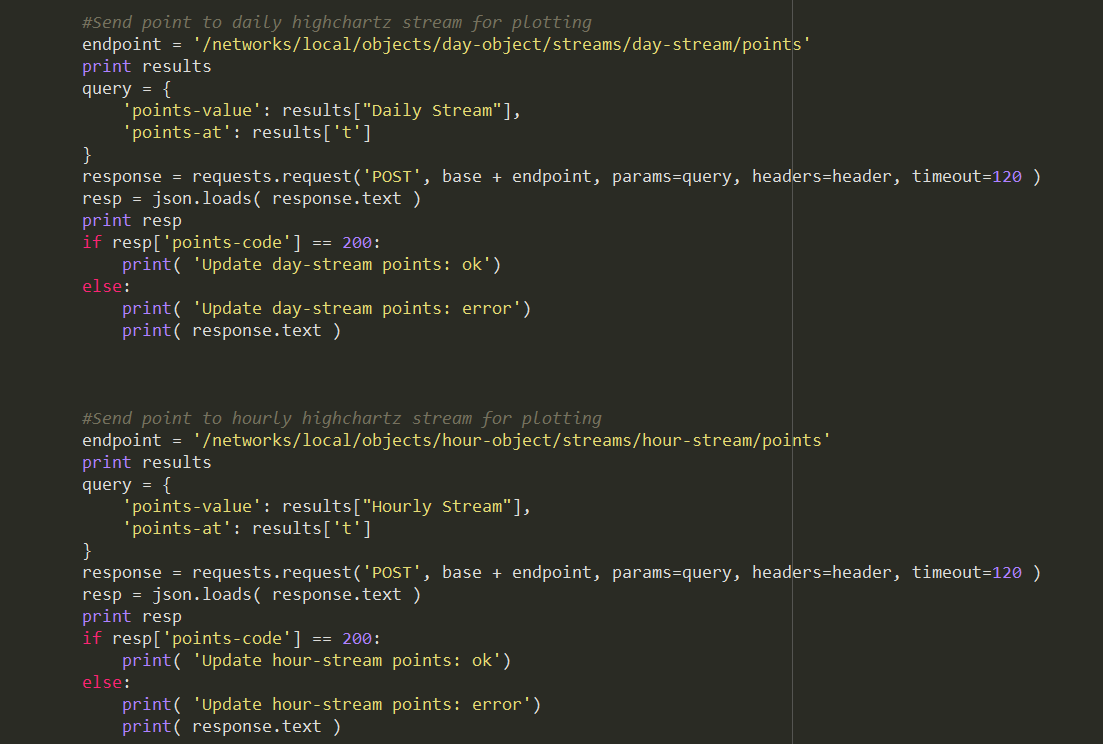 #Send point to daily highchartz stream for plotting
endpoint = '/networks/local/objects/day-object/streams/day-stream/points'
print results
query = {
    'points-value': results["Daily Stream"],
    'points-at': results['t']
}
response = requests.request('POST', base + endpoint, params=query, headers=header, timeout=120 )
resp = json.loads( response.text )
print resp
if resp['points-code'] == 200:
    print( 'Update day-stream points: ok')
else:
    print( 'Update day-stream points: error')
    print( response.text )
#Send point to hourly highchartz stream for plotting
endpoint = '/networks/local/objects/hour-object/streams/hour-stream/points'
print results
query = {
    'points-value': results["Hourly Stream"],
    'points-at': results['t']
}
response = requests.request('POST', base + endpoint, params=query, headers=header, timeout=120 )
resp = json.loads( response.text )
print resp
if resp['points-code'] == 200:
    print( 'Update hour-stream points: ok')
else:
    print( 'Update hour-stream points: error')
    print( response.text )